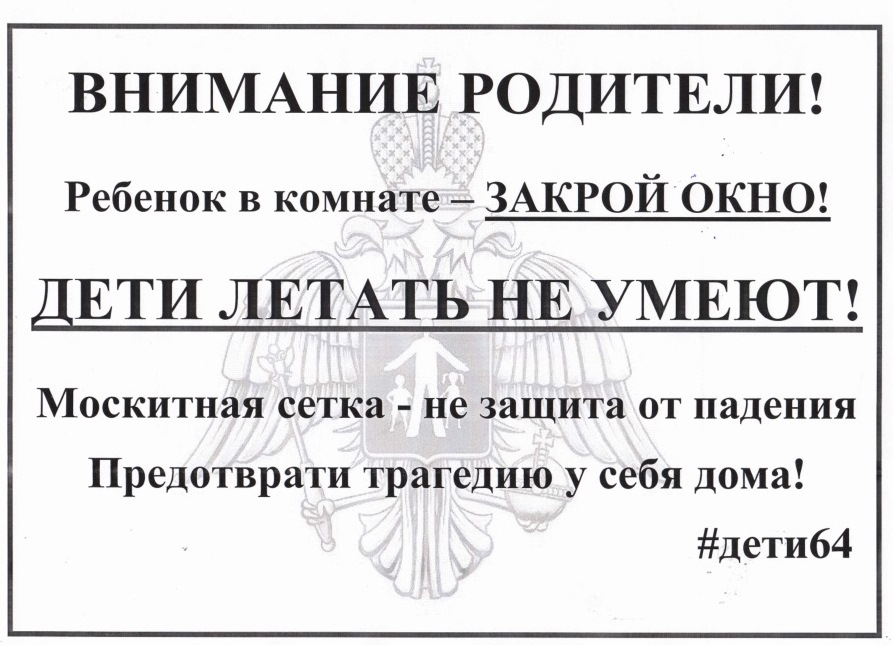 ВНИМАНИЕ РОДИТЕЛИ!
Ребенок в комнате – ЗАКРОЙ ОКНО!
ДЕТИ ЛЕТАТЬ НЕ УМЕЮТ!
Москитная сетка - не защита от падения
Предотврати трагедию у себя дома!
#дети64